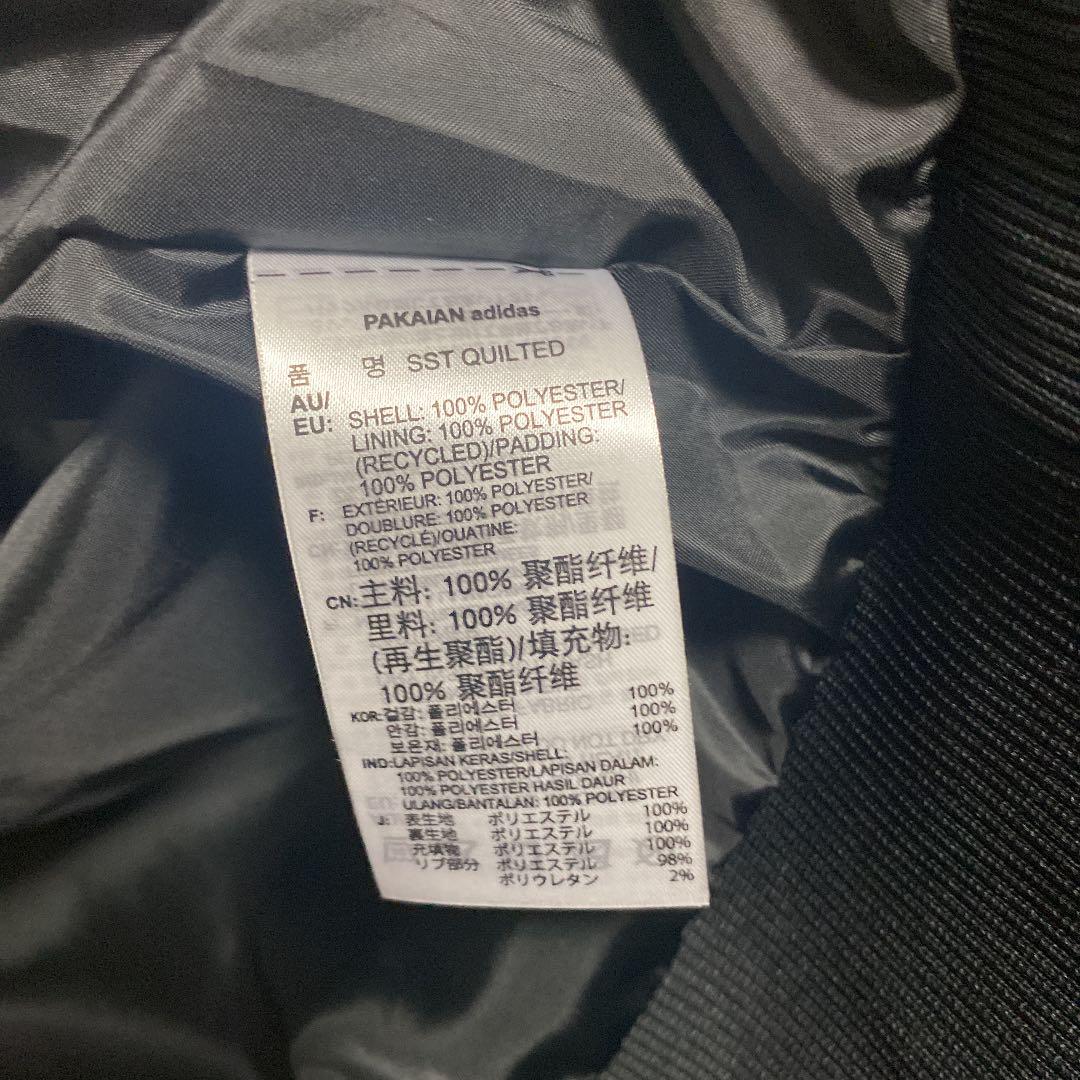 PAKAIAN adidas
품 명 SST QUILTED
AU/
EU: SHELL: 100% POLYESTER/
LINING: 100% POLYESTER
(RECYCLED)/PADDING:
100% POLYESTER
F: EXTÉRIEUR: 100% POLYESTER/
DOUBLURE: 100% POLYESTER
(RECYCLÉ)/OUATINE:
100% POLYESTER
CN: 主料: 100% 聚酯纤维/
里料: 100% 聚酯纤维
(再生聚酯)/填充物:
100% 聚酯纤维
KOR: 겉감: 폴리에스터 100%
안감: 폴리에스터 100%
보온재: 폴리에스터 100%
IND: LAPISAN KERAS/SHELL:
100% POLYESTER/LAPISAN DALAM:
100% POLYESTER HASIL DAUR
ULANG/BANTALAN: 100% POLYESTER
J: 表生地 ポリエステル 100%
裏生地 ポリエステル 100%
充填物 ポリエステル 100%
リブ部分 ポリエステル 98%
ポリウレタン 2%